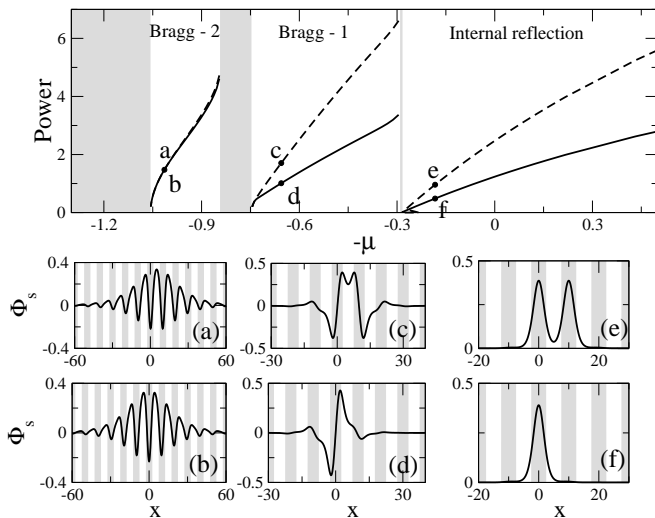 Bragg - 2 Bragg - 1 Internal reflection
Power
6
4
2
0
a
b
c
d
e
f
-1.2 -0.9 -0.6 -0.3 0 0.3
-μ
Φs
0.4
0
-0.4
-60 0 60
(a)
0.5
0
-0.5
0 30
(c)
0.5
0
-20 0 20
(e)
Φs
0.4
0
-0.4
-60 -30 0 30 60
x
(b)
0.5
0
-0.5
-30 0 30
x
(d)
0.5
0
-20 0 20
x
(f)